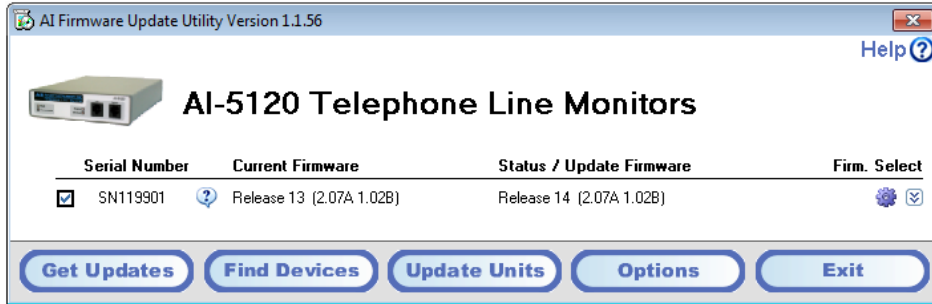 AI Firmware Update Utility Version 1.1.56
Help
AI-5120 Telephone Line Monitors
Serial Number Current Firmware Status / Update Firmware Firm. Select
SN119901 Release 13 (2.07A 1.02B) Release 14 (2.07A 1.02B)
Get Updates Find Devices Update Units Options Exit